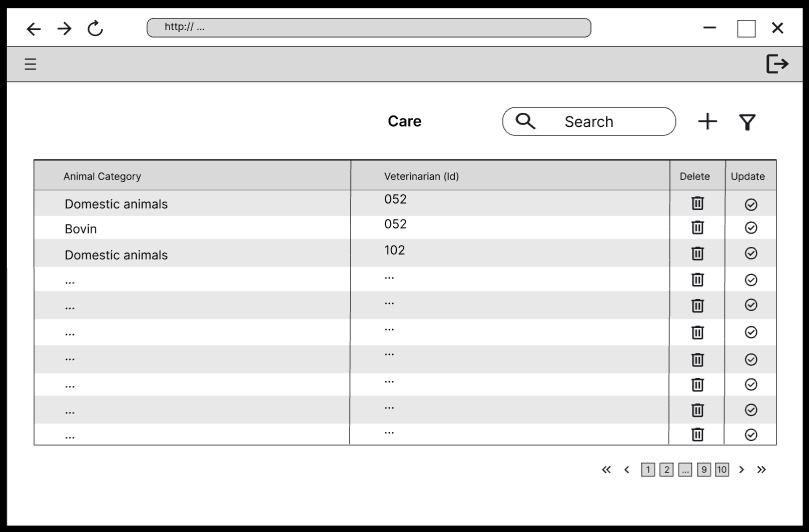 http:// ...
Care
Search
Animal Category Veterinarian (Id) Delete Update
Domestic animals 052
Bovin 052
Domestic animals 102
... ...
... ...
... ...
... ...
... ...
... ...
... ...
1 2 ... 9 10